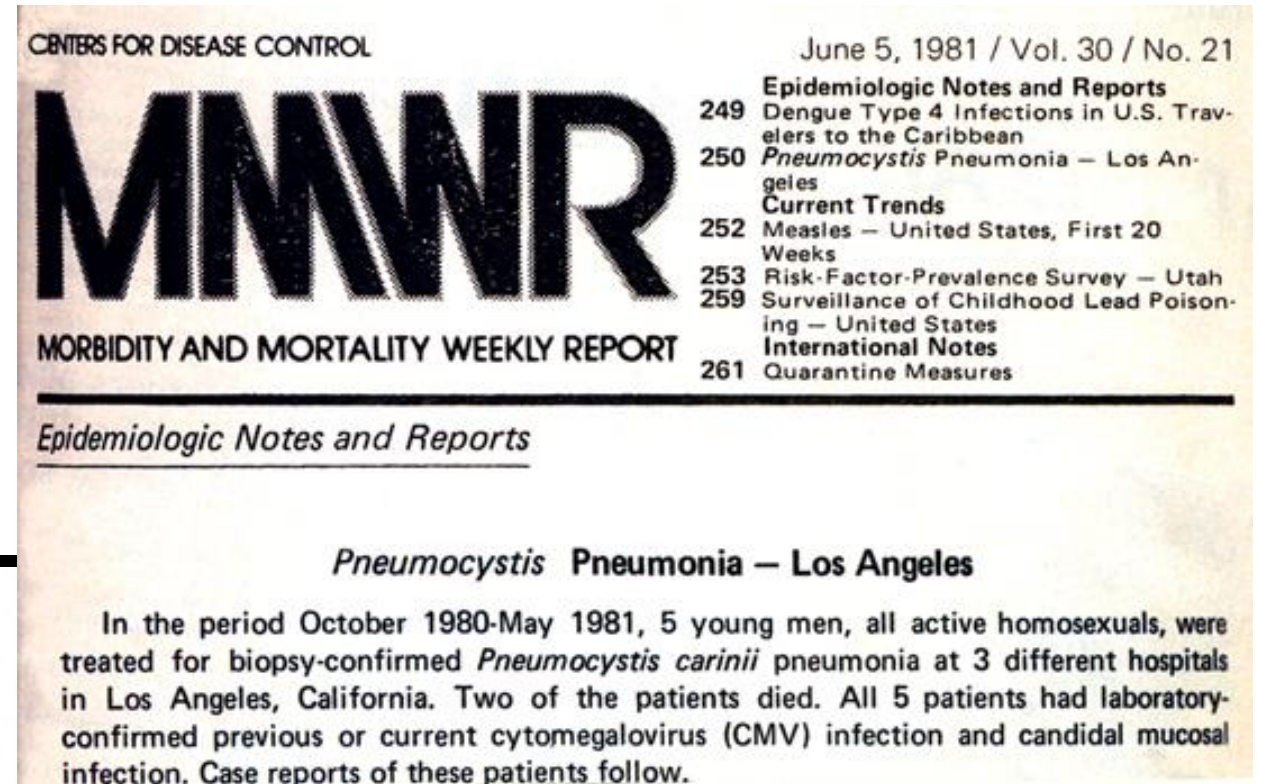 CENTERS FOR DISEASE CONTROL
June 5, 1981 / Vol. 30 / No. 21
MMWR
MORBIDITY AND MORTALITY WEEKLY REPORT
Epidemiologic Notes and Reports
249 Dengue Type 4 Infections in U.S. Trav-
elers to the Caribbean
250 Pneumocystis Pneumonia — Los An-
geles
Current Trends
252 Measles — United States, First 20
Weeks
253 Risk-Factor-Prevalence Survey — Utah
259 Surveillance of Childhood Lead Poison-
ing — United States
International Notes
261 Quarantine Measures
Epidemiologic Notes and Reports
Pneumocystis Pneumonia — Los Angeles
In the period October 1980-May 1981, 5 young men, all active homosexuals, were
treated for biopsy-confirmed Pneumocystis carinii pneumonia at 3 different hospitals
in Los Angeles, California. Two of the patients died. All 5 patients had laboratory-
confirmed previous or current cytomegalovirus (CMV) infection and candidal mucosal
infection. Case reports of these patients follow.